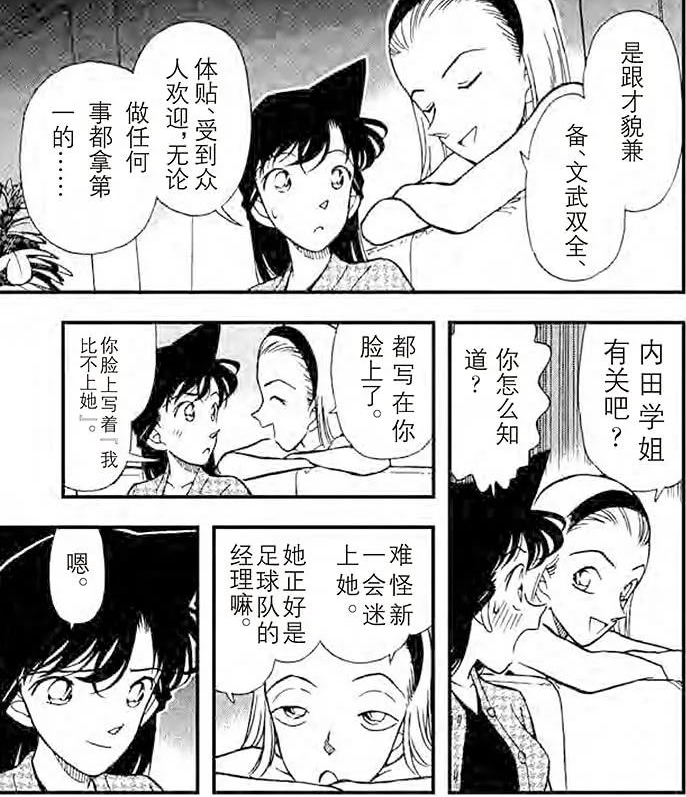 是跟才貌兼
备、文武双全、
体贴、受到众
人欢迎，无论
做任何
事都拿第
一的……
内田学姐
有关吧？
你怎么知
道？
都写在你
脸上了。
你脸上写着『我
比不上她』。
难怪新
一会迷
上她。
她正好是
足球队的
经理嘛。
嗯。